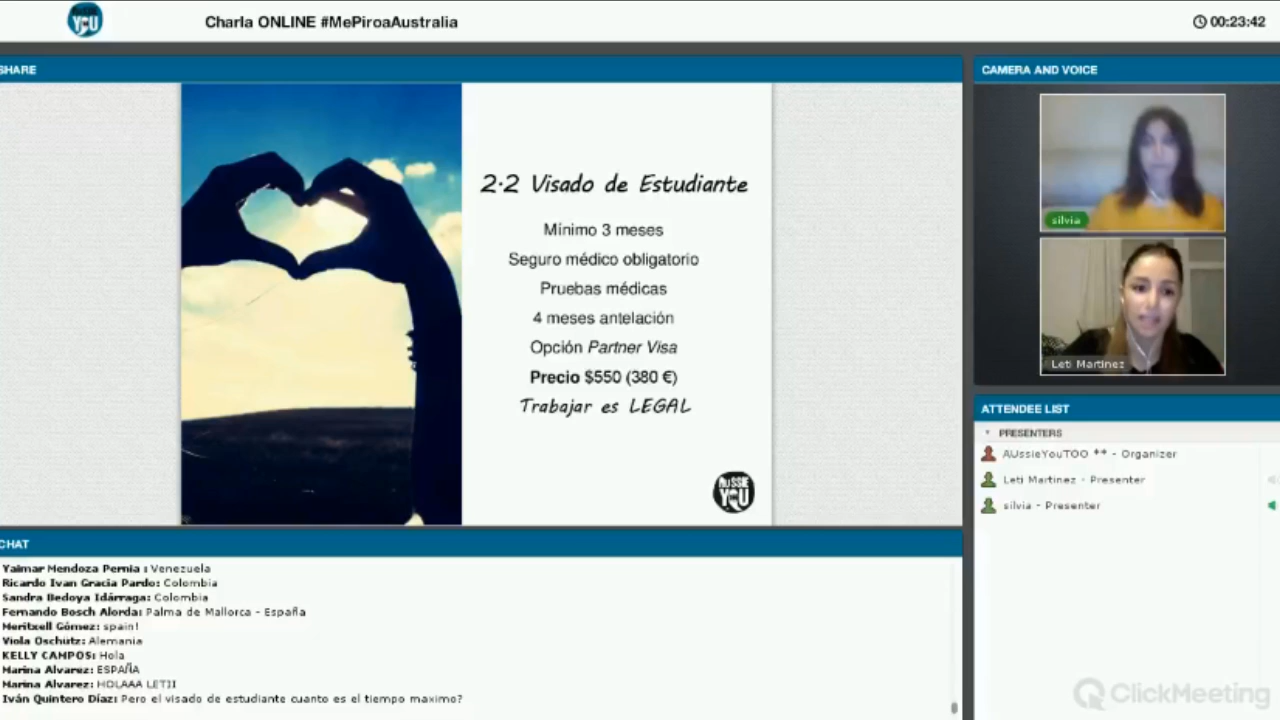 AUSSIE YOU
Charla ONLINE #MePiroaAustralia
00:23:42
SHARE
2.2 Visado de Estudiante
Mínimo 3 meses
Seguro médico obligatorio
Pruebas médicas
4 meses antelación
Opción Partner Visa
Precio $550 (380 €)
Trabajar es LEGAL
AUSSIE YOU
CAMERA AND VOICE
silvia
Leti Martinez
ATTENDEE LIST
PRESENTERS
AUssieYouTOO ** - Organizer
Leti Martinez - Presenter
silvia - Presenter
CHAT
Yaimar Mendoza Pernia : Venezuela
Ricardo Ivan Gracia Pardo: Colombia
Sandra Bedoya Idárraga: Colombia
Fernando Bosch Alorda: Palma de Mallorca - España
Meritxell Gómez: spain!
Viola Oschütz: Alemania
KELLY CAMPOS: Hola
Marina Alvarez: ESPAÑA
Marina Alvarez: HOLAAA LETII
Iván Quintero Díaz: Pero el visado de estudiante cuanto es el tiempo maximo?
ClickMeeting